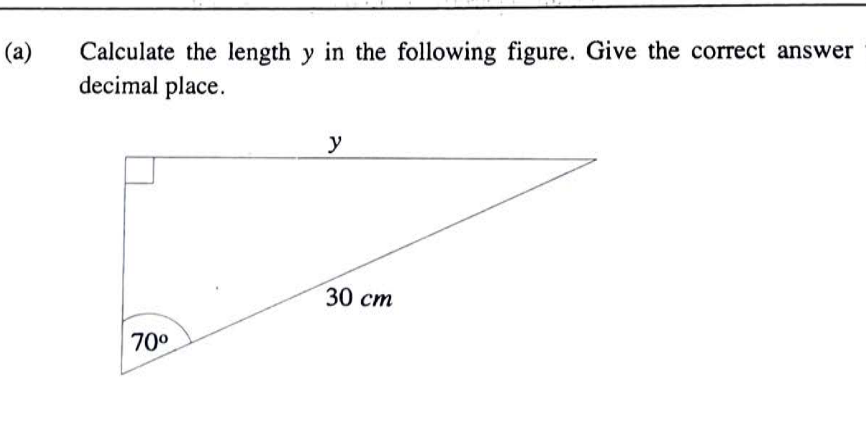 (a) Calculate the length y in the following figure. Give the correct answer
decimal place.
y
30 cm
70°